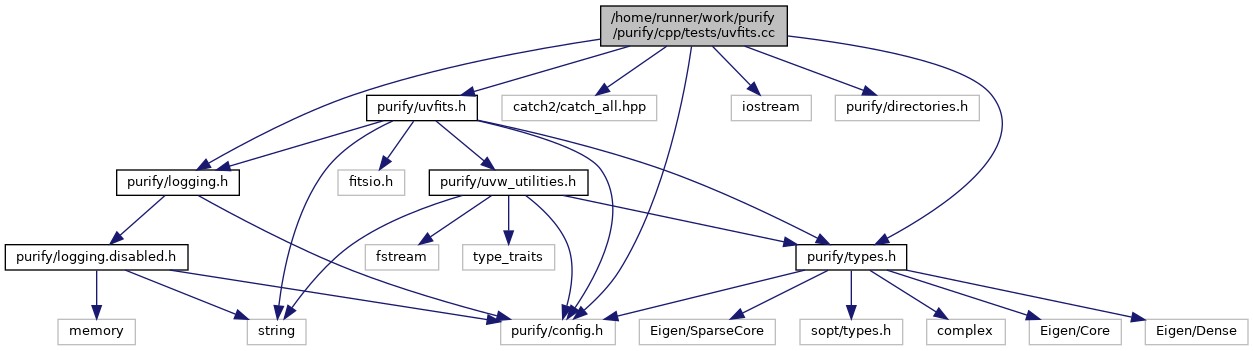 /home/runner/work/purify
/purify/cpp/tests/uvfits.cc
purify/uvfits.h
catch2/catch_all.hpp
iostream
purify/directories.h
purify/logging.h
fitsio.h
purify/uvw_utilities.h
purify/logging.disabled.h
fstream
type_traits
purify/types.h
memory
string
purify/config.h
Eigen/SparseCore
sopt/types.h
complex
Eigen/Core
Eigen/Dense